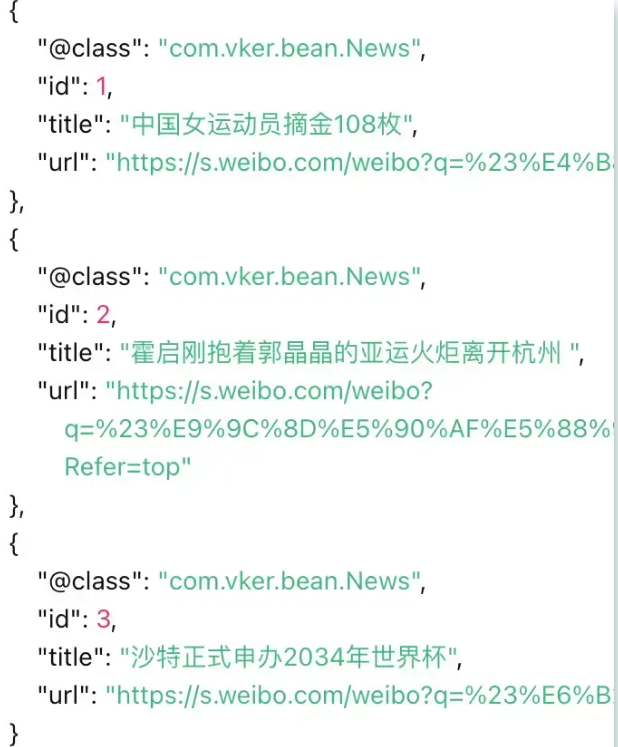 {
"@class": "com.vker.bean.News",
"id": 1,
"title": "中国女运动员摘金108枚",
"url": "https://s.weibo.com/weibo?q=%23%E4%B
},
{
"@class": "com.vker.bean.News",
"id": 2,
"title": "霍启刚抱着郭晶晶的亚运火炬离开杭州 ",
"url": "https://s.weibo.com/weibo?
q=%23%E9%9C%8D%E5%90%AF%E5%88%
Refer=top"
},
{
"@class": "com.vker.bean.News",
"id": 3,
"title": "沙特正式申办2034年世界杯",
"url": "https://s.weibo.com/weibo?q=%23%E6%B
}